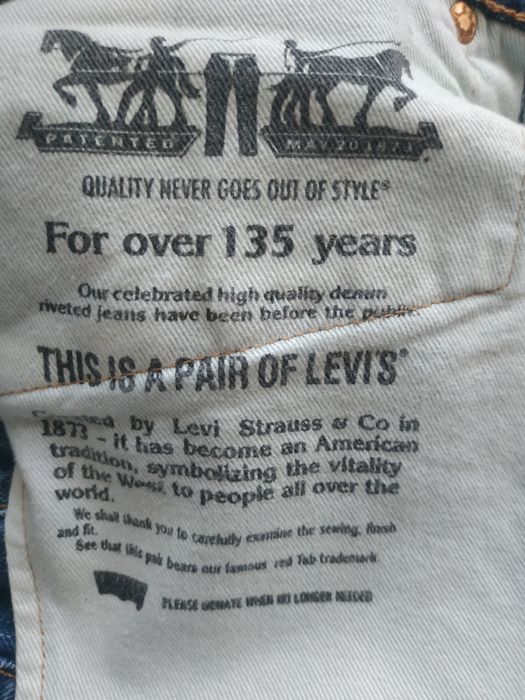 PATENTED MAY 20 1873
QUALITY NEVER GOES OUT OF STYLE®
For over 135 years
Our celebrated high quality denim
riveted jeans have been before the public.
THIS IS A PAIR OF LEVI'S®
Created by Levi Strauss & Co in
1873 - it has become an American
tradition, symbolizing the vitality
of the West to people all over the
world.
We shall thank you to carefully examine the sewing, finish
and fit.
See that this pair bears our famous red Tab trademark
PLEASE DONATE WHEN NO LONGER NEEDED